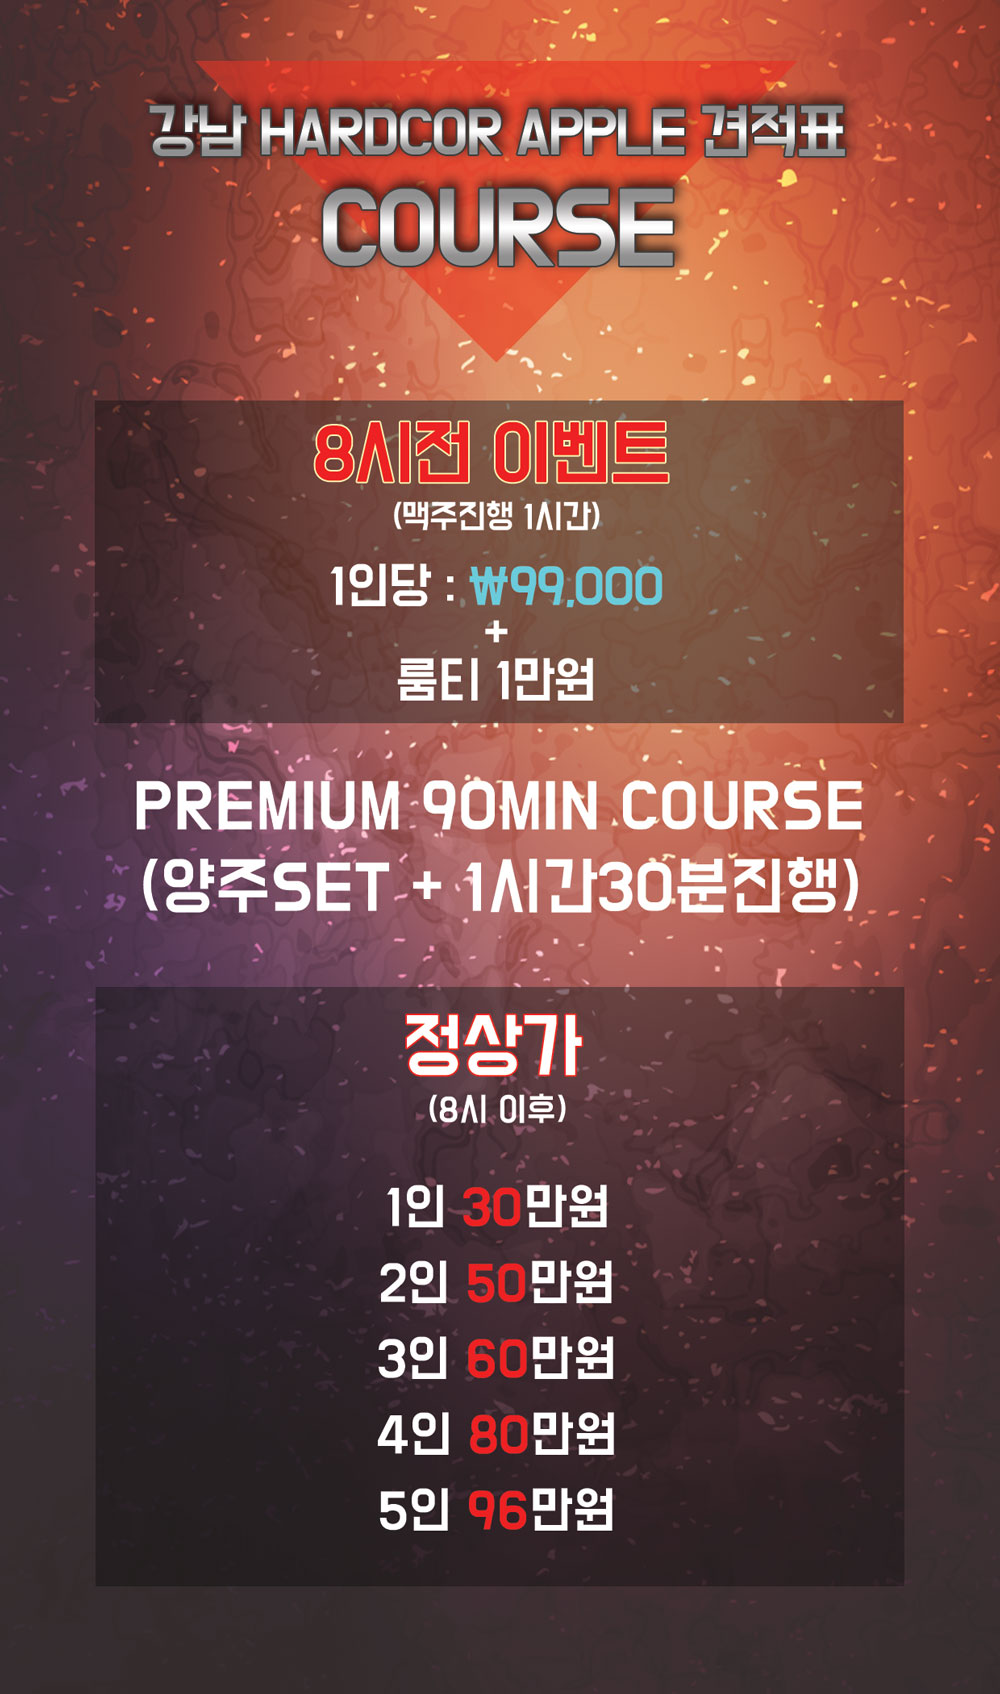 강남 HARDCOR APPLE 견적표
COURSE
8시전 이벤트
(맥주진행 1시간)
1인당 : ₩99,000
+
룸티 1만원
PREMIUM 90MIN COURSE
(양주SET + 1시간30분진행)
정상가
(8시 이후)
1인 30만원
2인 50만원
3인 60만원
4인 80만원
5인 96만원